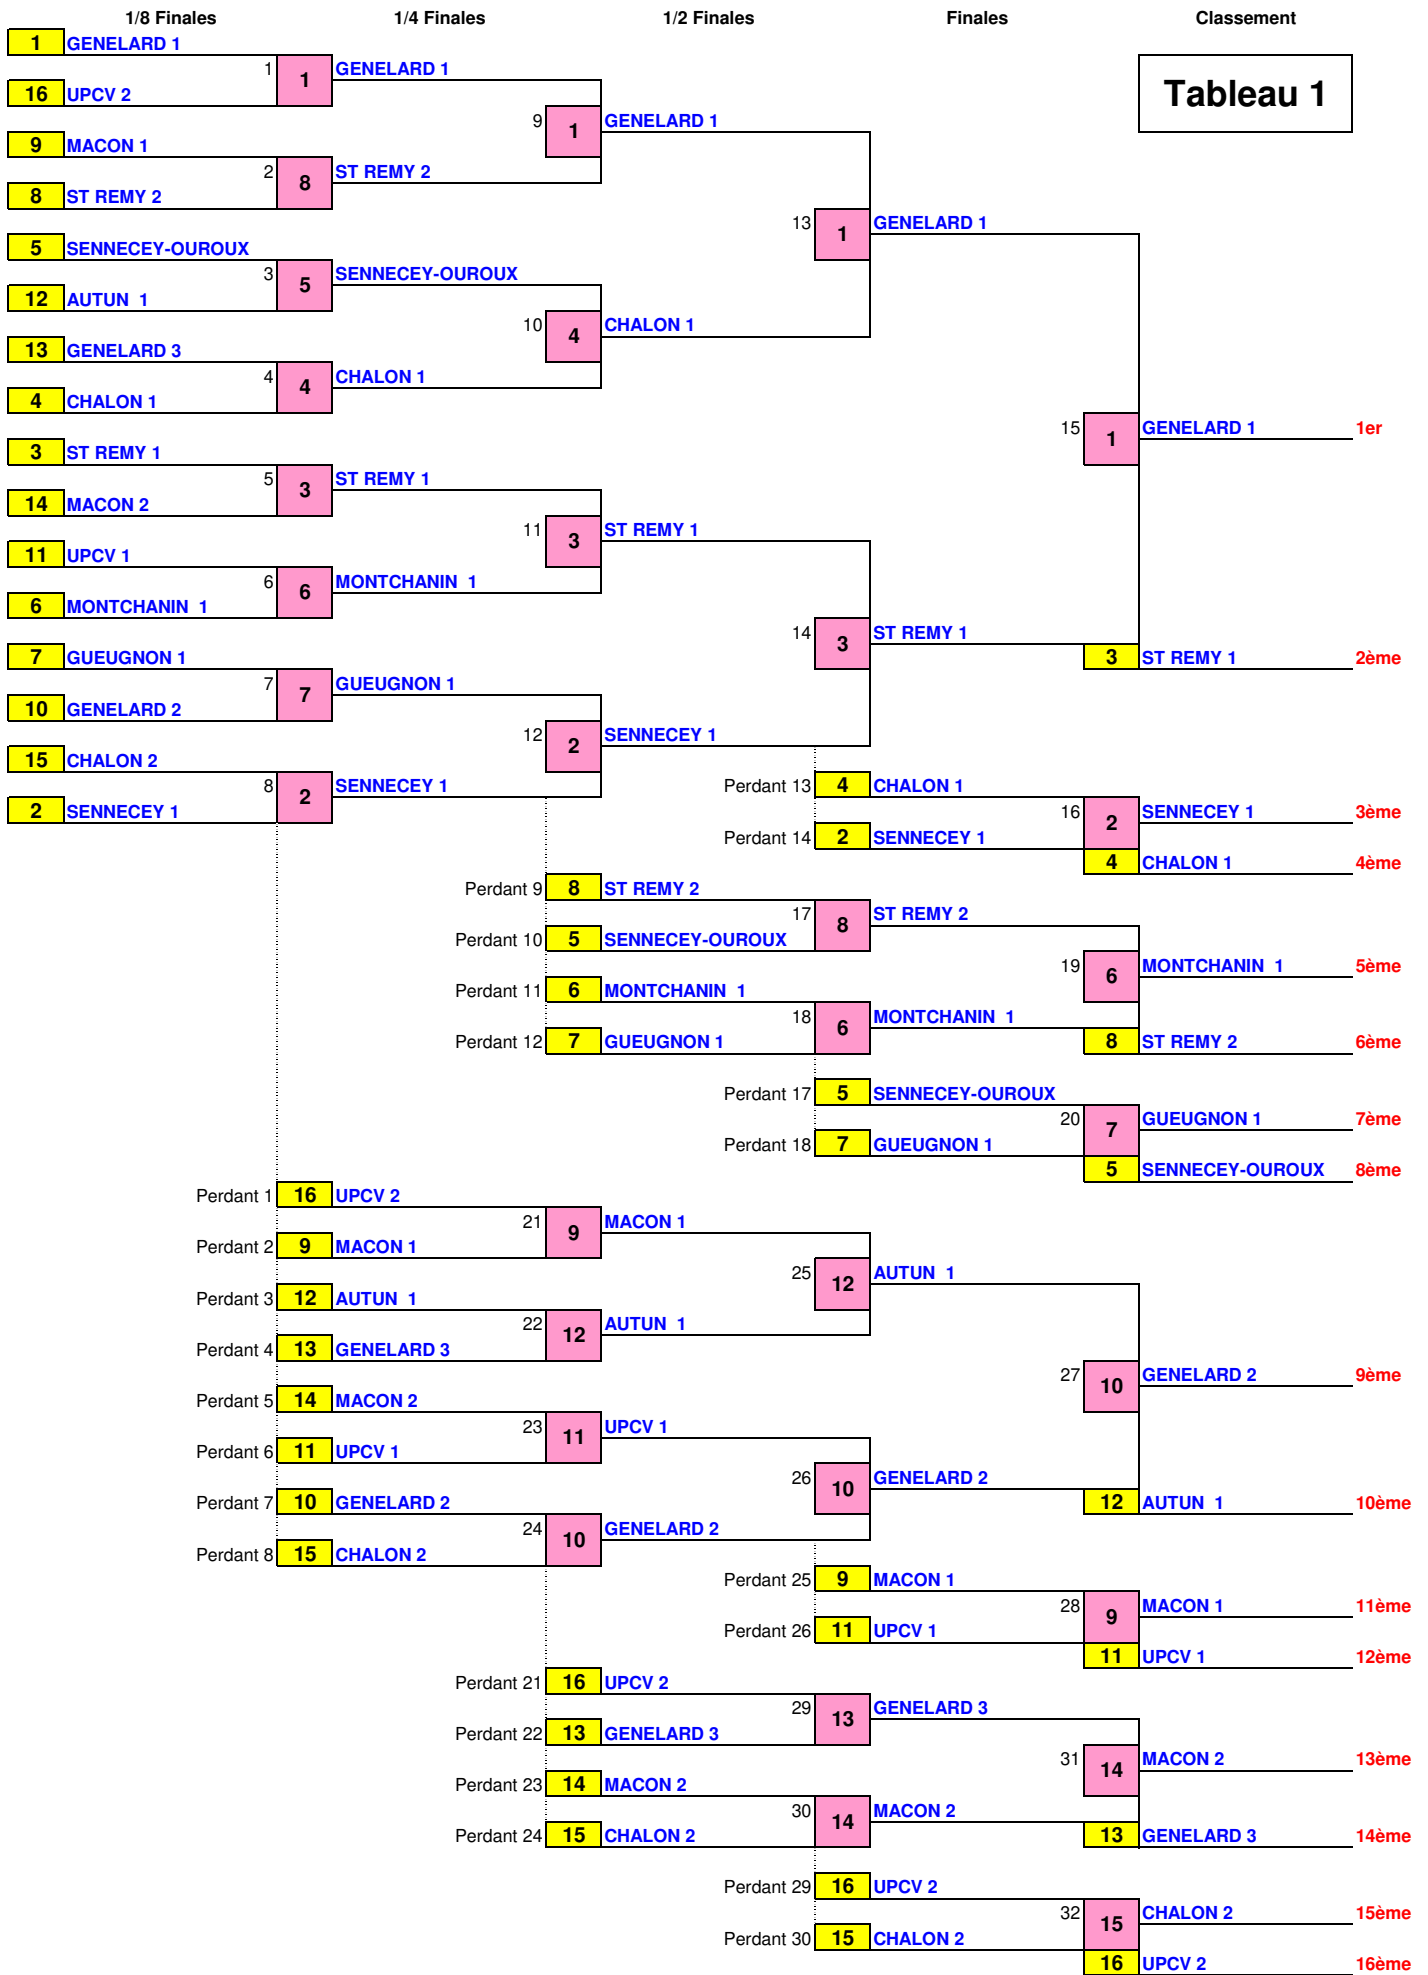 1/8 Finales 1/4 Finales 1/2 Finales Finales Classement
Tableau 1
1 GENELARD 1
1 1 GENELARD 1
16 UPCV 2
9 1 GENELARD 1
9 MACON 1
2 8 ST REMY 2
8 ST REMY 2
13 1 GENELARD 1
5 SENNECEY-OUROUX
3 5 SENNECEY-OUROUX
12 AUTUN 1
10 4 CHALON 1
13 GENELARD 3
4 4 CHALON 1
4 CHALON 1
15 1 GENELARD 1 1er
3 ST REMY 1
5 3 ST REMY 1
14 MACON 2
11 3 ST REMY 1
11 UPCV 1
6 6 MONTCHANIN 1
6 MONTCHANIN 1
14 3 ST REMY 1
3 ST REMY 1 2ème
7 GUEUGNON 1
7 7 GUEUGNON 1
10 GENELARD 2
12 2 SENNECEY 1
15 CHALON 2
8 2 SENNECEY 1
2 SENNECEY 1
Perdant 13 4 CHALON 1
16 2 SENNECEY 1 3ème
Perdant 14 2 SENNECEY 1
4 CHALON 1 4ème
Perdant 9 8 ST REMY 2
17 8 ST REMY 2
Perdant 10 5 SENNECEY-OUROUX
19 6 MONTCHANIN 1 5ème
Perdant 11 6 MONTCHANIN 1
18 6 MONTCHANIN 1
Perdant 12 7 GUEUGNON 1
8 ST REMY 2 6ème
Perdant 17 5 SENNECEY-OUROUX
20 7 GUEUGNON 1 7ème
Perdant 18 7 GUEUGNON 1
5 SENNECEY-OUROUX 8ème
Perdant 1 16 UPCV 2
21 9 MACON 1
Perdant 2 9 MACON 1
25 12 AUTUN 1
Perdant 3 12 AUTUN 1
22 12 AUTUN 1
Perdant 4 13 GENELARD 3
27 10 GENELARD 2 9ème
Perdant 5 14 MACON 2
23 11 UPCV 1
Perdant 6 11 UPCV 1
26 10 GENELARD 2
Perdant 7 10 GENELARD 2
12 AUTUN 1 10ème
24 10 GENELARD 2
Perdant 8 15 CHALON 2
Perdant 25 9 MACON 1
28 9 MACON 1 11ème
Perdant 26 11 UPCV 1
11 UPCV 1 12ème
Perdant 21 16 UPCV 2
29 13 GENELARD 3
Perdant 22 13 GENELARD 3
31 14 MACON 2 13ème
Perdant 23 14 MACON 2
30 14 MACON 2
Perdant 24 15 CHALON 2
13 GENELARD 3 14ème
Perdant 29 16 UPCV 2
32 15 CHALON 2 15ème
Perdant 30 15 CHALON 2
16 UPCV 2 16ème